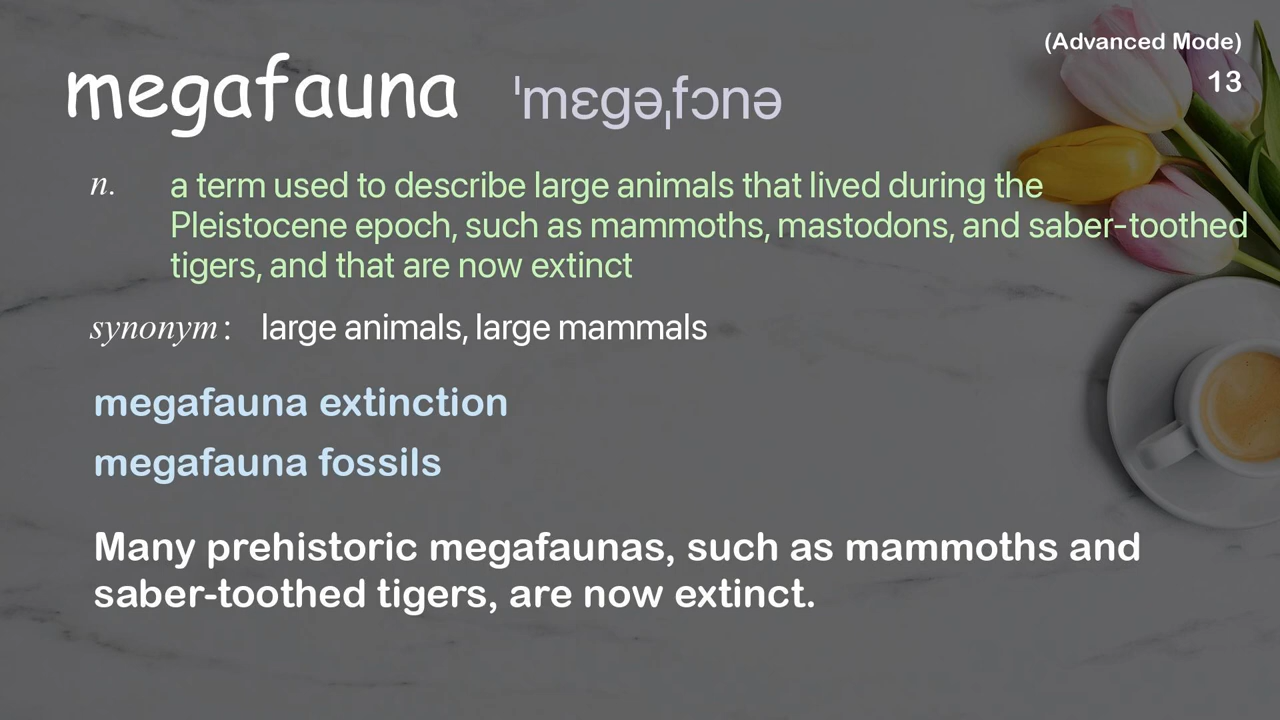 (Advanced Mode)
13
megafauna ˈmɛgəˌfɔnə
n. a term used to describe large animals that lived during the
Pleistocene epoch, such as mammoths, mastodons, and saber-toothed
tigers, and that are now extinct
synonym: large animals, large mammals
megafauna extinction
megafauna fossils
Many prehistoric megafaunas, such as mammoths and
saber-toothed tigers, are now extinct.